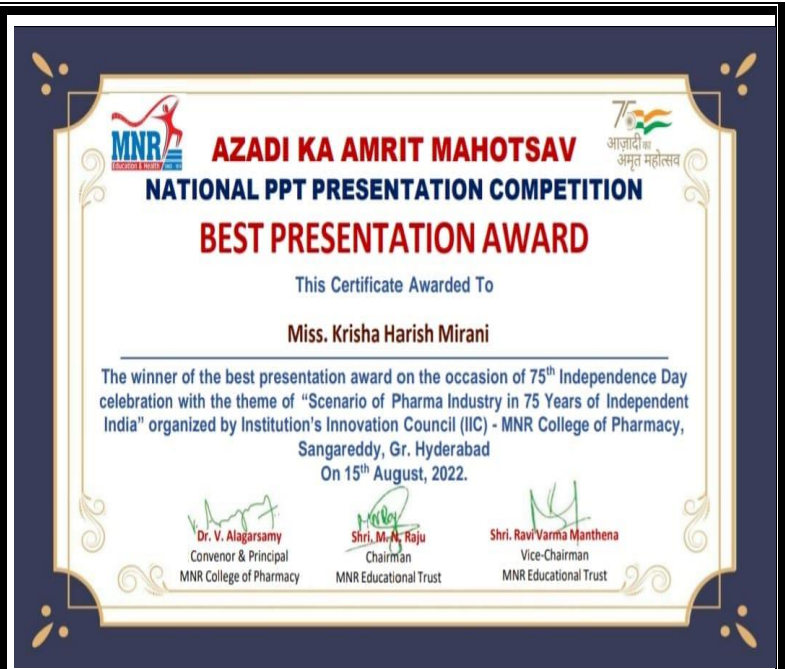 MNR
Education & Health
75
आज़ादी का
अमृत महोत्सव
AZADI KA AMRIT MAHOTSAV
NATIONAL PPT PRESENTATION COMPETITION
BEST PRESENTATION AWARD
This Certificate Awarded To
Miss. Krisha Harish Mirani
The winner of the best presentation award on the occasion of 75th Independence Day
celebration with the theme of “Scenario of Pharma Industry in 75 Years of Independent
India” organized by Institution’s Innovation Council (IIC) - MNR College of Pharmacy,
Sangareddy, Gr. Hyderabad
On 15th August, 2022.
Dr. V. Alagarsamy
Convenor & Principal
MNR College of Pharmacy
Shri. M. N. Raju
Chairman
MNR Educational Trust
Shri. Ravi Varma Manthena
Vice-Chairman
MNR Educational Trust